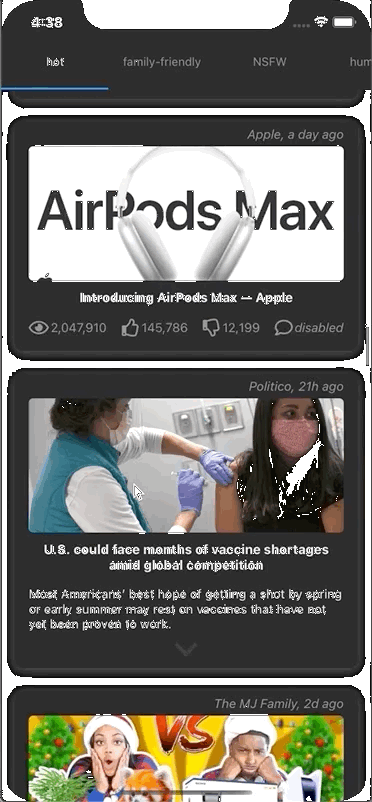 4:38
hot family-friendly NSFW hum
Apple, a day ago
AirPods Max
Introducing AirPods Max — Apple
2,047,910 145,786 12,199 disabled
Politico, 21h ago
U.S. could face months of vaccine shortages
amid global competition
Most Americans' best hope of getting a shot by spring
or early summer may rest on vaccines that have not
yet been proven to work.
The MJ Family, 2d ago
VS